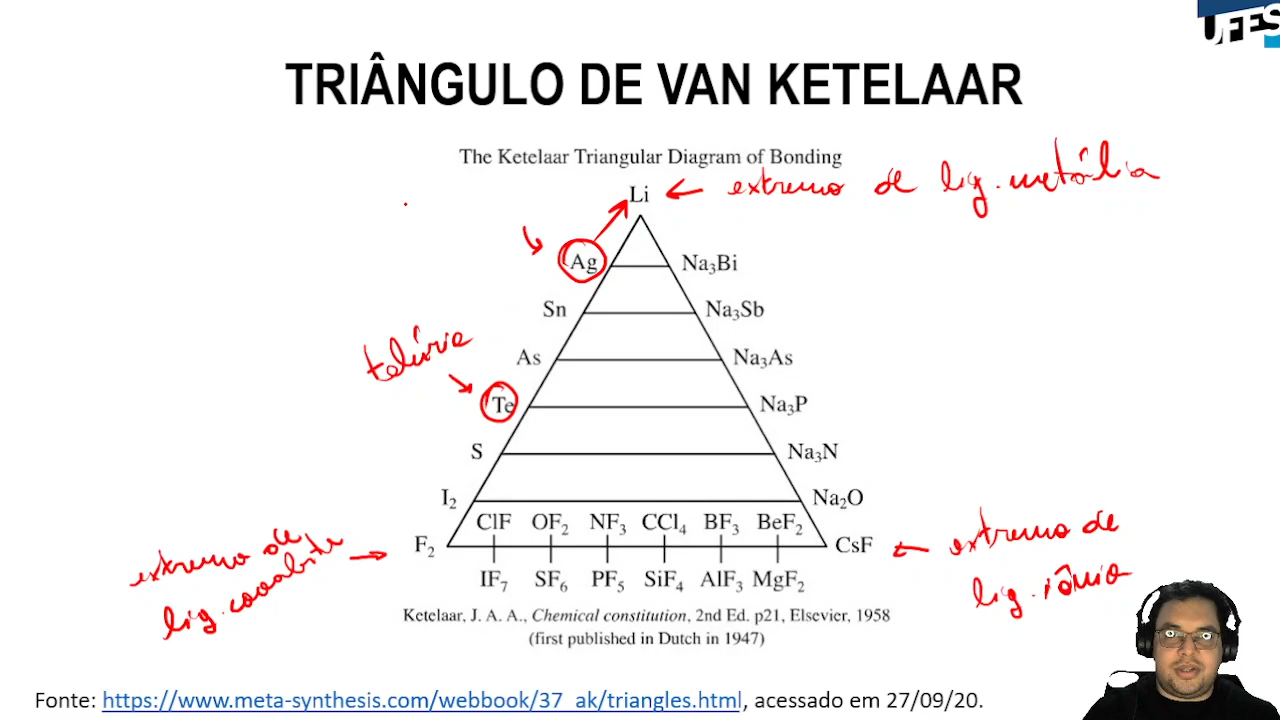 UFES
TRIÂNGULO DE VAN KETELAAR
The Ketelaar Triangular Diagram of Bonding
Li ← extremo de lig. metália
Ag Na₃Bi
Sn Na₃Sb
telúrio
As Na₃As
Te Na₃P
S Na₃N
I₂ Na₂O
ClF OF₂ NF₃ CCl₄ BF₃ BeF₂
F₂ CsF
extremo de
lig. covalente →
← extremo de
lig. iônia
IF₇ SF₆ PF₅ SiF₄ AlF₃ MgF₂
Ketelaar, J. A. A., Chemical constitution, 2nd Ed. p21, Elsevier, 1958
(first published in Dutch in 1947)
Fonte: https://www.meta-synthesis.com/webbook/37_ak/triangles.html, acessado em 27/09/20.